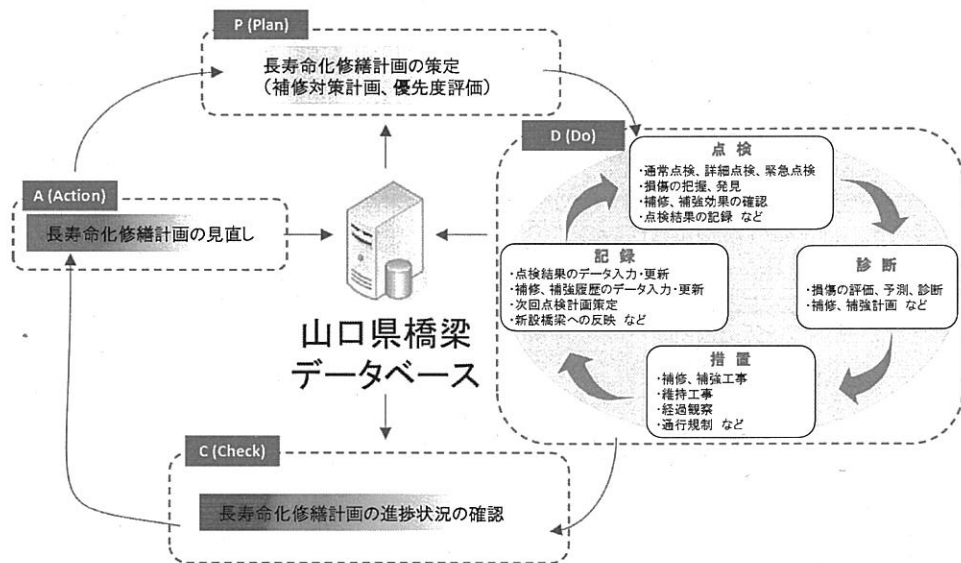 P (Plan)
長寿命化修繕計画の策定
(補修対策計画、優先度評価)
D (Do)
点 検
・通常点検、詳細点検、緊急点検
・損傷の把握、発見
・補修、補強効果の確認
・点検結果の記録 など
診 断
・損傷の評価、予測、診断
・補修、補強計画 など
措 置
・補修、補強工事
・維持工事
・経過観察
・通行規制 など
記 録
・点検結果のデータ入力・更新
・補修、補強履歴のデータ入力・更新
・次回点検計画策定
・新設橋梁への反映 など
A (Action)
長寿命化修繕計画の見直し
山口県橋梁
データベース
C (Check)
長寿命化修繕計画の進捗状況の確認